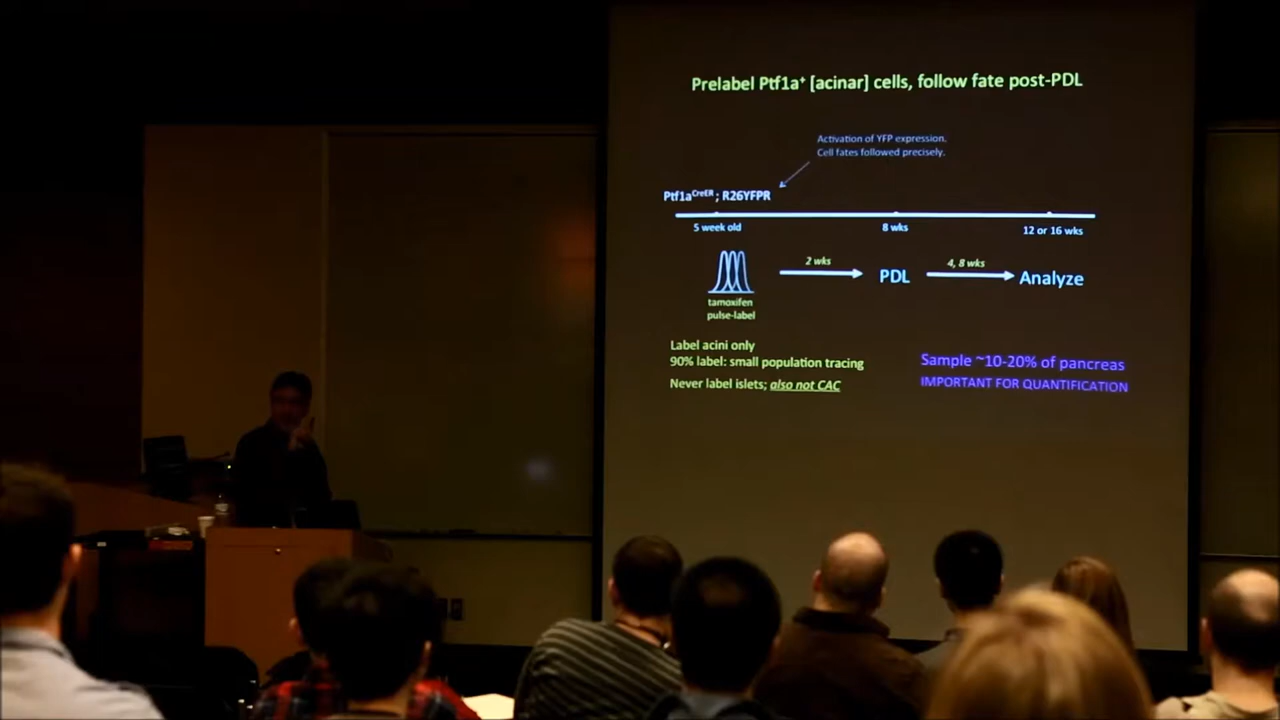 Prelabel Ptf1a⁺ [acinar] cells, follow fate post-PDL
Activation of YFP expression.
Cell fates followed precisely.
Ptf1aCreER ; R26YFPR
5 week old
8 wks
12 or 16 wks
2 wks
4, 8 wks
PDL
Analyze
tamoxifen
pulse-label
Label acini only
90% label: small population tracing
Never label islets; also not CAC
Sample ~10-20% of pancreas
IMPORTANT FOR QUANTIFICATION